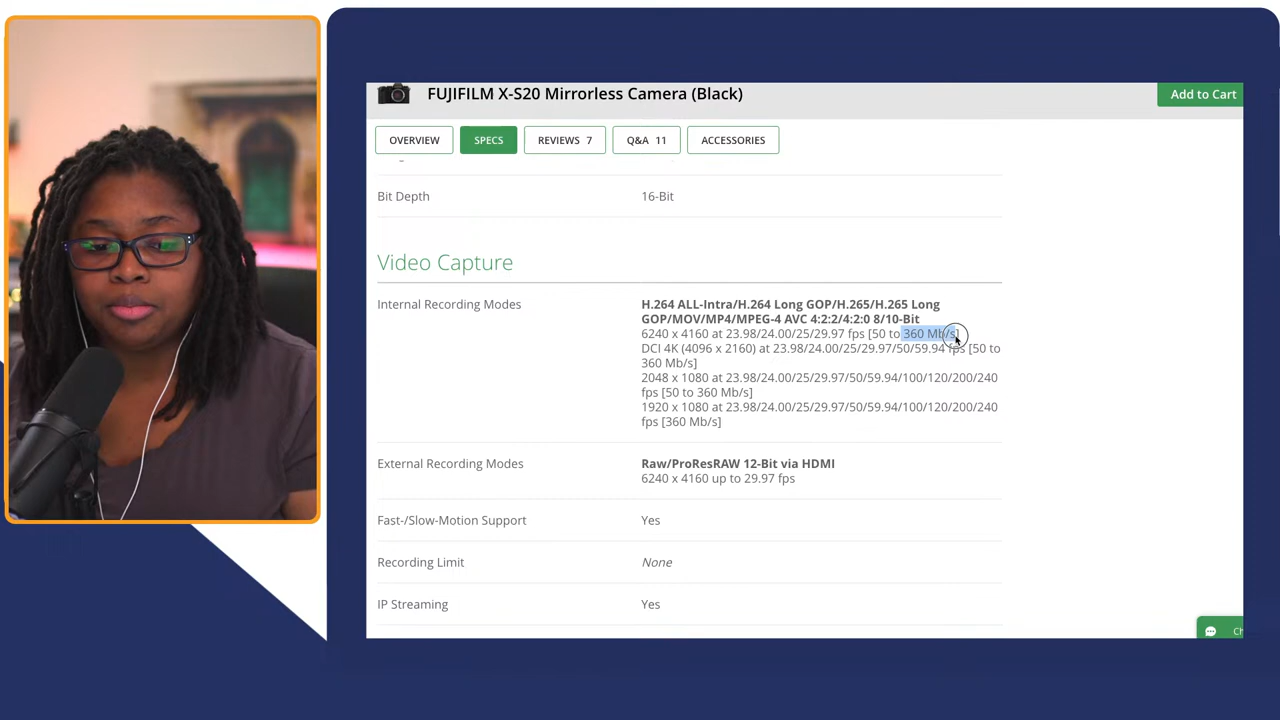 FUJIFILM X-S20 Mirrorless Camera (Black)
Add to Cart
OVERVIEW
SPECS
REVIEWS 7
Q&A 11
ACCESSORIES
Bit Depth
16-Bit
Video Capture
Internal Recording Modes
H.264 ALL-Intra/H.264 Long GOP/H.265/H.265 Long
GOP/MOV/MP4/MPEG-4 AVC 4:2:2/4:2:0 8/10-Bit
6240 x 4160 at 23.98/24.00/25/29.97 fps [50 to 360 Mb/s]
DCI 4K (4096 x 2160) at 23.98/24.00/25/29.97/50/59.94 fps [50 to
360 Mb/s]
2048 x 1080 at 23.98/24.00/25/29.97/50/59.94/100/120/200/240
fps [50 to 360 Mb/s]
1920 x 1080 at 23.98/24.00/25/29.97/50/59.94/100/120/200/240
fps [360 Mb/s]
External Recording Modes
Raw/ProResRAW 12-Bit via HDMI
6240 x 4160 up to 29.97 fps
Fast-/Slow-Motion Support
Yes
Recording Limit
None
IP Streaming
Yes